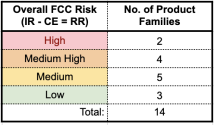 Overall FCC Risk No. of Product
(IR - CE = RR) Families
High 2
Medium High 4
Medium 5
Low 3
Total: 14